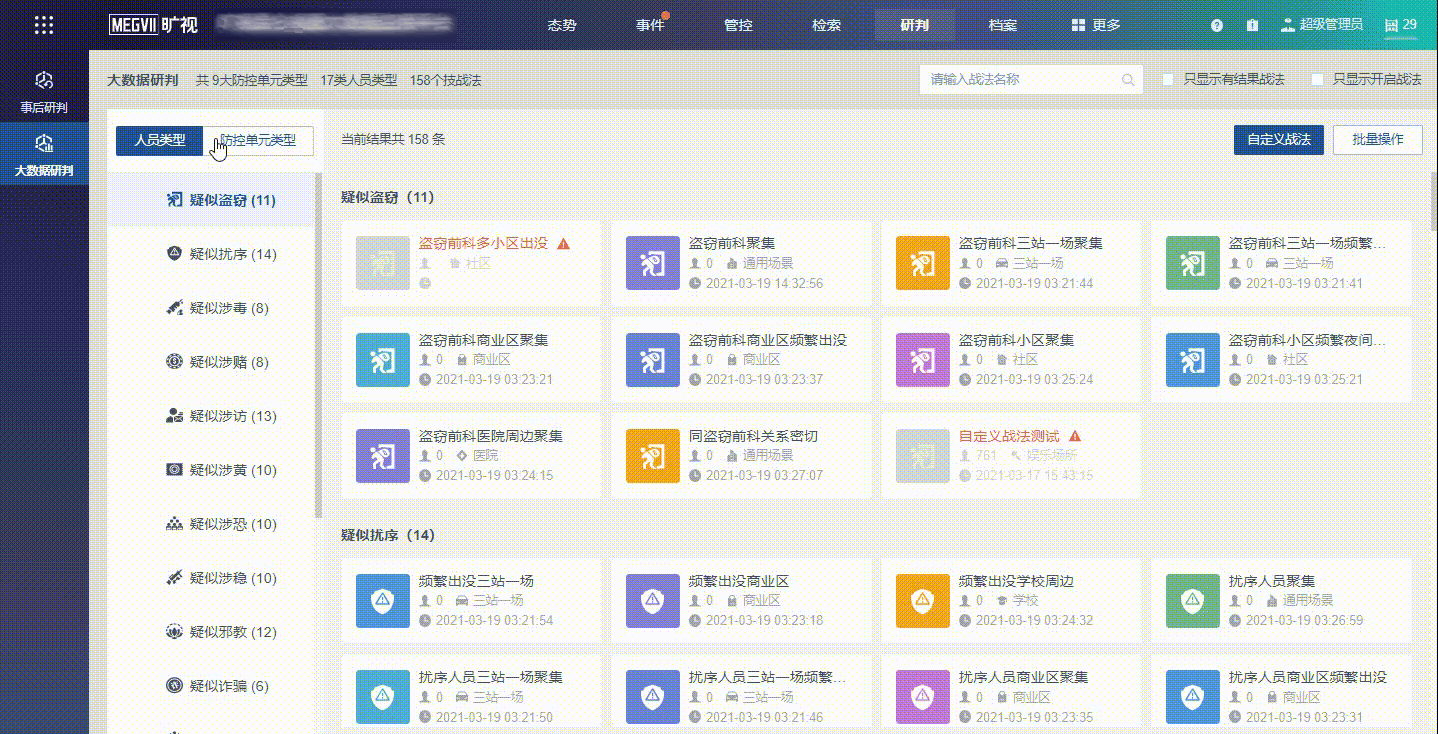 MEGVII 旷视 态势 事件 管控 检索 研判 档案 更多 超级管理员 29
事后研判
大数据研判
大数据研判 共 9大防控单元类型 17类人员类型 158个技战法 请输入战法名称 只显示有结果战法 只显示开启战法
人员类型 防控单元类型 当前结果共 158 条 自定义战法 批量操作
疑似盗窃 (11)
疑似扰序 (14)
疑似涉毒 (8)
疑似涉赌 (8)
疑似涉访 (13)
疑似涉黄 (10)
疑似涉恐 (10)
疑似涉稳 (10)
疑似邪教 (12)
疑似诈骗 (6)
疑似盗窃（11）
盗窃前科多小区出没 盗窃前科聚集 盗窃前科三站一场聚集 盗窃前科三站一场频繁...
社区 0 通用场景 0 三站一场 0 三站一场
2021-03-19 14:32:56 2021-03-19 03:21:44 2021-03-19 03:21:41
盗窃前科商业区聚集 盗窃前科商业区频繁出没 盗窃前科小区聚集 盗窃前科小区频繁夜间...
0 商业区 0 商业区 0 社区 0 社区
2021-03-19 03:23:21 2021-03-19 03:23:37 2021-03-19 03:25:24 2021-03-19 03:25:21
盗窃前科医院周边聚集 同盗窃前科关系密切 自定义战法测试
0 医院 0 通用场景 761 娱乐场所
2021-03-19 03:24:15 2021-03-19 03:27:07 2021-03-17 15:43:15
疑似扰序（14）
频繁出没三站一场 频繁出没商业区 频繁出没学校周边 扰序人员聚集
0 三站一场 0 商业区 0 学校 0 通用场景
2021-03-19 03:21:54 2021-03-19 03:23:18 2021-03-19 03:24:32 2021-03-19 03:26:59
扰序人员三站一场聚集 扰序人员三站一场频繁... 扰序人员商业区聚集 扰序人员商业区频繁出没
0 三站一场 0 三站一场 0 商业区 0 商业区
2021-03-19 03:21:50 2021-03-19 03:21:46 2021-03-19 03:23:35 2021-03-19 03:23:31